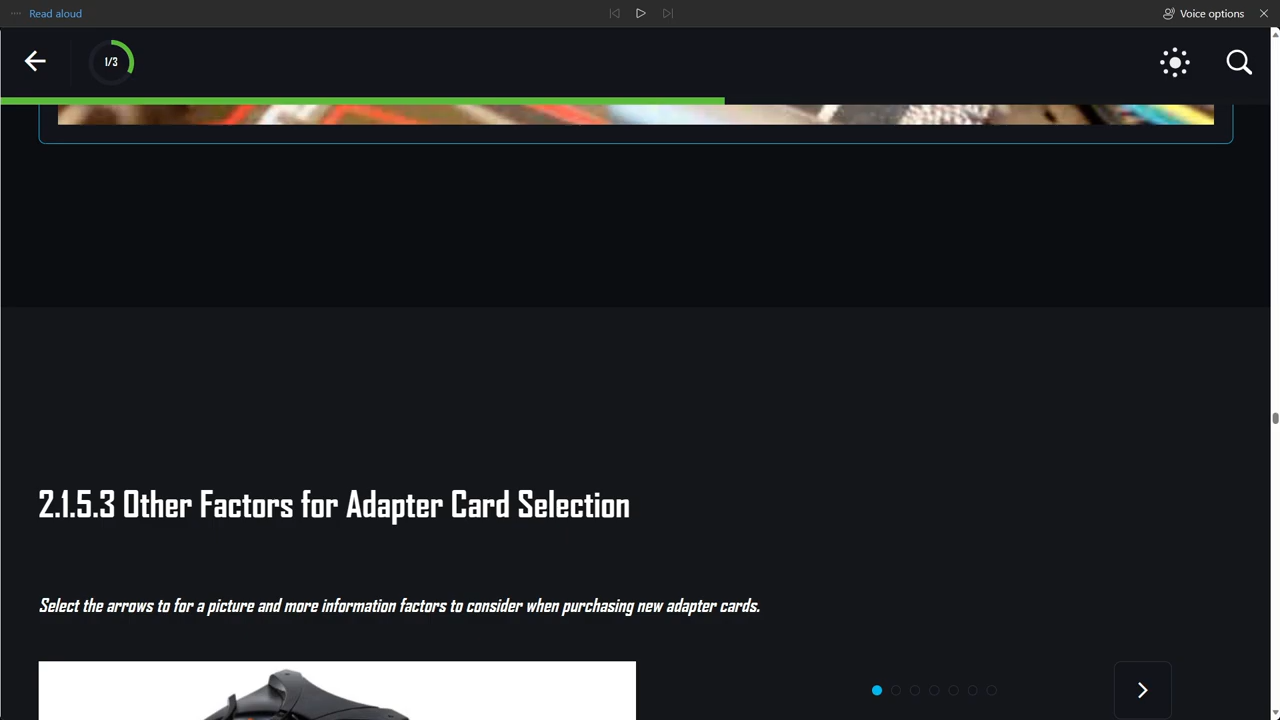 Read aloud
Voice options
1/3
2.1.5.3 Other Factors for Adapter Card Selection
Select the arrows to for a picture and more information factors to consider when purchasing new adapter cards.